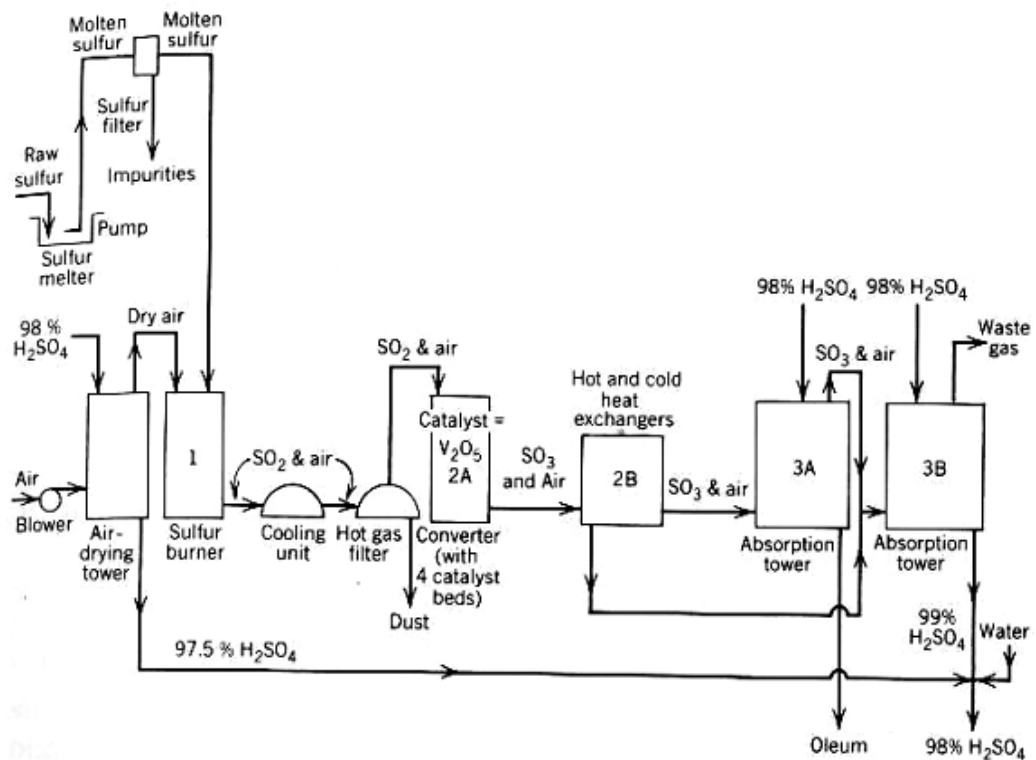 Molten
sulfur
Molten
sulfur
Sulfur
filter
Impurities
Raw
sulfur
Pump
Sulfur
melter
98 %
H₂SO₄
Dry air
Air
Blower
Air-
drying
tower
1
Sulfur
burner
SO₂ & air
Cooling
unit
Hot gas
filter
Dust
SO₂ & air
Catalyst =
V₂O₅
2A
Converter
(with
4 catalyst
beds)
SO₃
and Air
Hot and cold
heat
exchangers
2B
SO₃ & air
98% H₂SO₄
3A
Absorption
tower
SO₃ & air
98% H₂SO₄
3B
Absorption
tower
Waste
gas
97.5 % H₂SO₄
99%
H₂SO₄
Water
Oleum
98% H₂SO₄